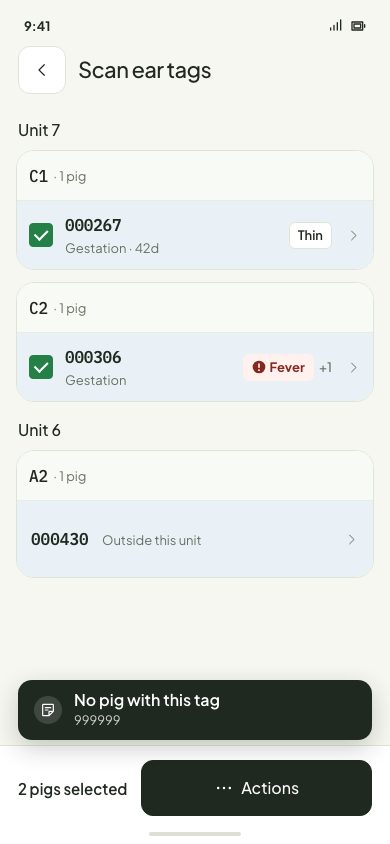 9:41
Scan ear tags
Unit 7
C1 · 1 pig
000267
Gestation · 42d
Thin
C2 · 1 pig
000306
Gestation
Fever +1
Unit 6
A2 · 1 pig
000430 Outside this unit
No pig with this tag
999999
2 pigs selected
··· Actions